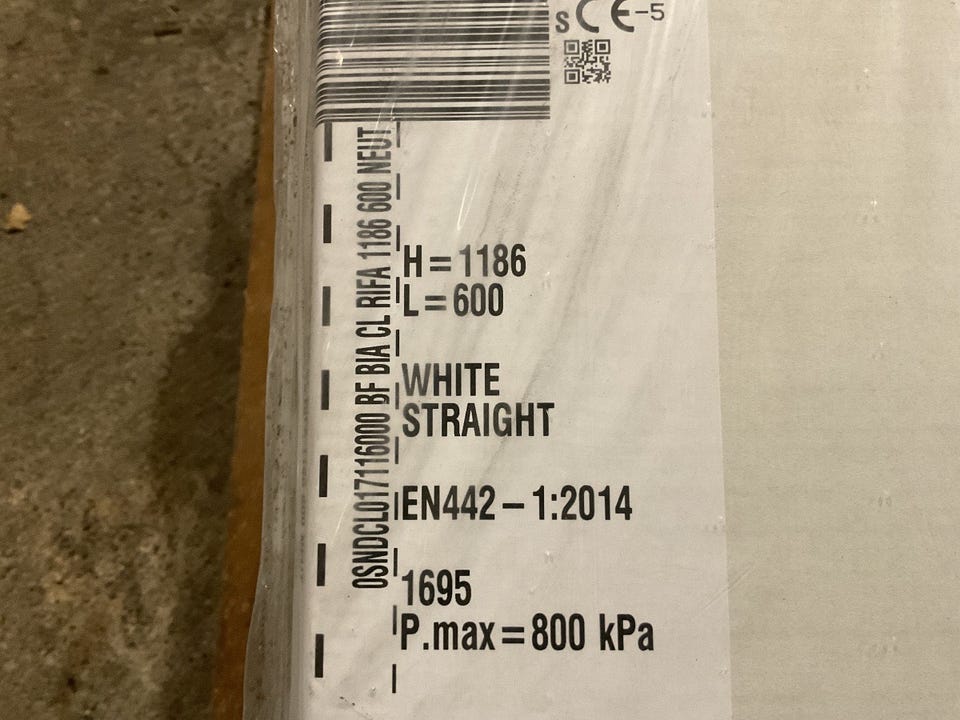 S CE-5
H=1186
L=600
WHITE
STRAIGHT
EN442-1:2014
1695
P.max=800 kPa
0SNDCL017116000 BF BIA CL RIFA 1186 600 NEUT